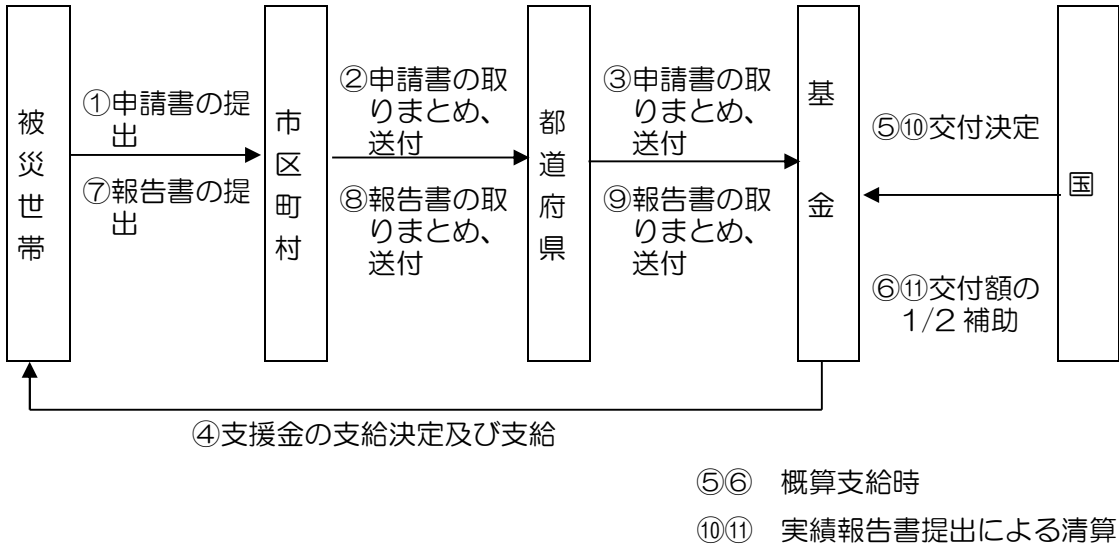 被災世帯
①申請書の提
出
⑦報告書の提
出
市区町村
②申請書の取
りまとめ、
送付
⑧報告書の取
りまとめ、
送付
都道府県
③申請書の取
りまとめ、
送付
⑨報告書の取
りまとめ、
送付
基金
⑤⑩交付決定
⑥⑪交付額の
1/2補助
国
④支援金の支給決定及び支給
⑤⑥ 概算支給時
⑩⑪ 実績報告書提出による清算